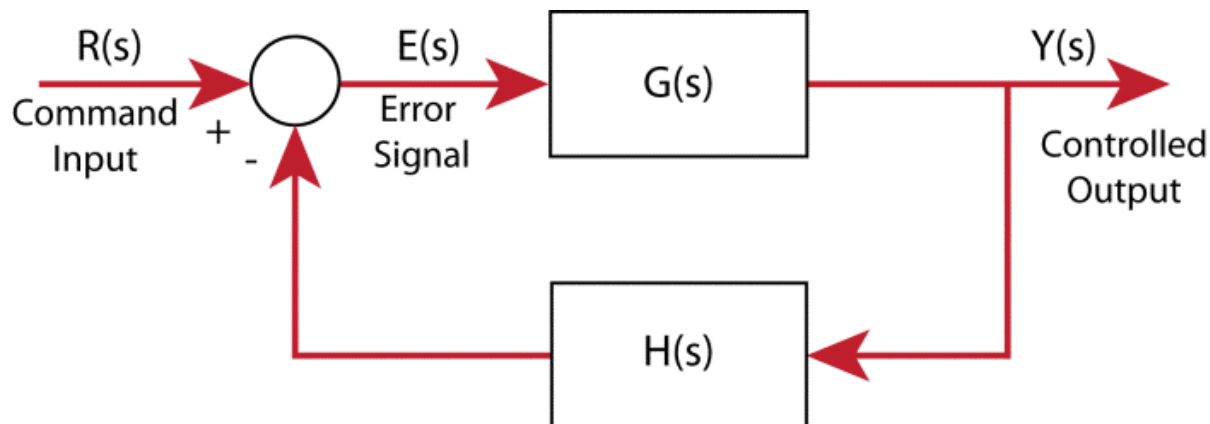 R(s)
Command
Input
+
-
E(s)
Error
Signal
G(s)
Y(s)
Controlled
Output
H(s)